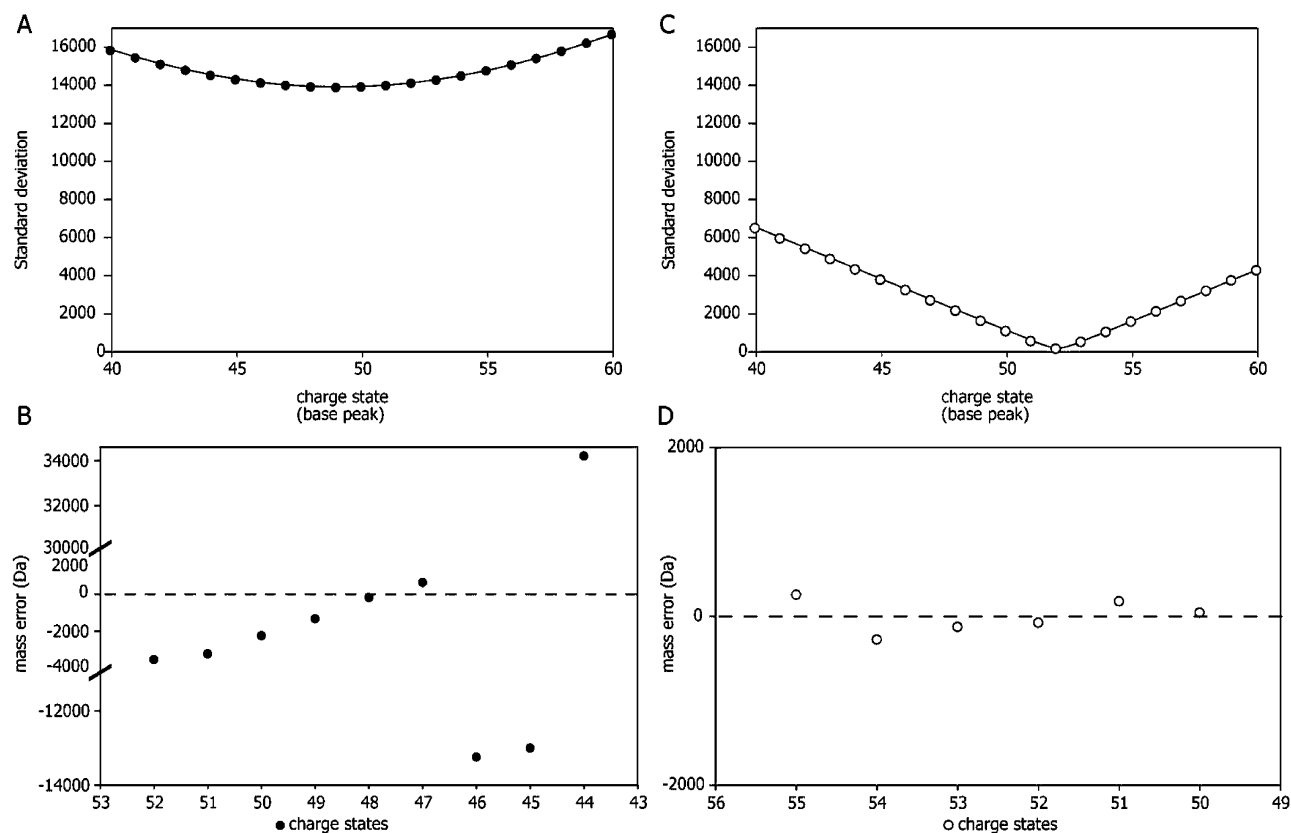 A
16000
14000
12000
10000
8000
6000
4000
2000
0
Standard deviation
40 45 50 55 60
charge state
(base peak)
C
16000
14000
12000
10000
8000
6000
4000
2000
0
Standard deviation
40 45 50 55 60
charge state
(base peak)
B
34000
32000
30000
2000
0
-2000
-4000
-12000
-14000
mass error (Da)
53 52 51 50 49 48 47 46 45 44 43
charge states
D
2000
0
-2000
mass error (Da)
56 55 54 53 52 51 50 49
charge states